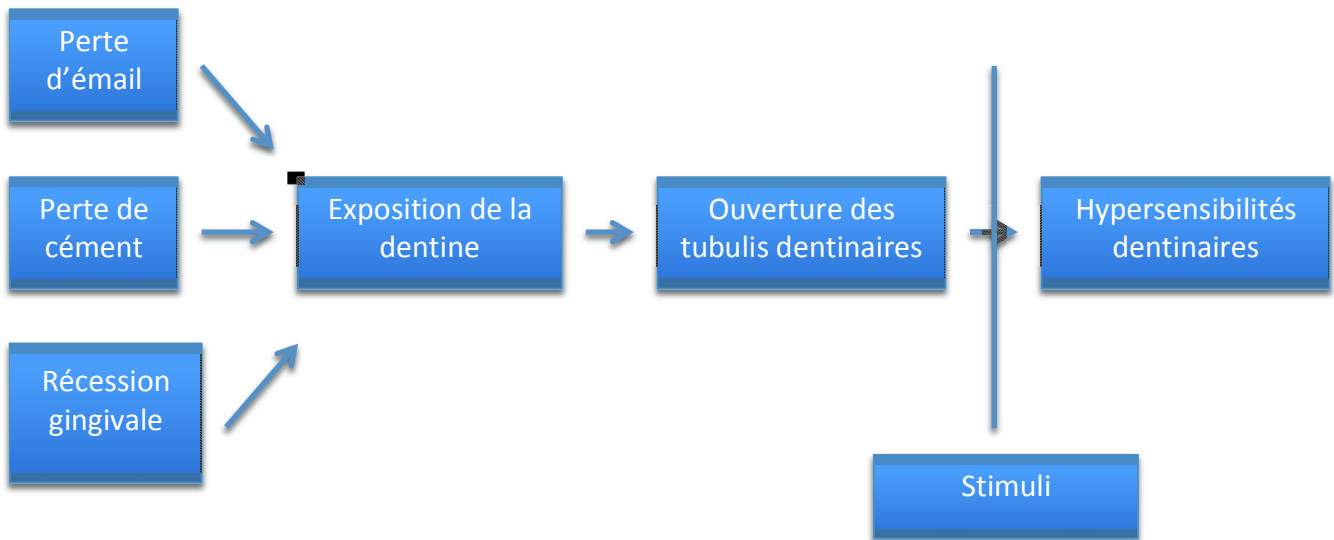 Perte
d'émail
Perte de
cément
Récession
gingivale
Exposition de la
dentine
Ouverture des
tubulis dentinaires
Hypersensibilités
dentinaires
Stimuli